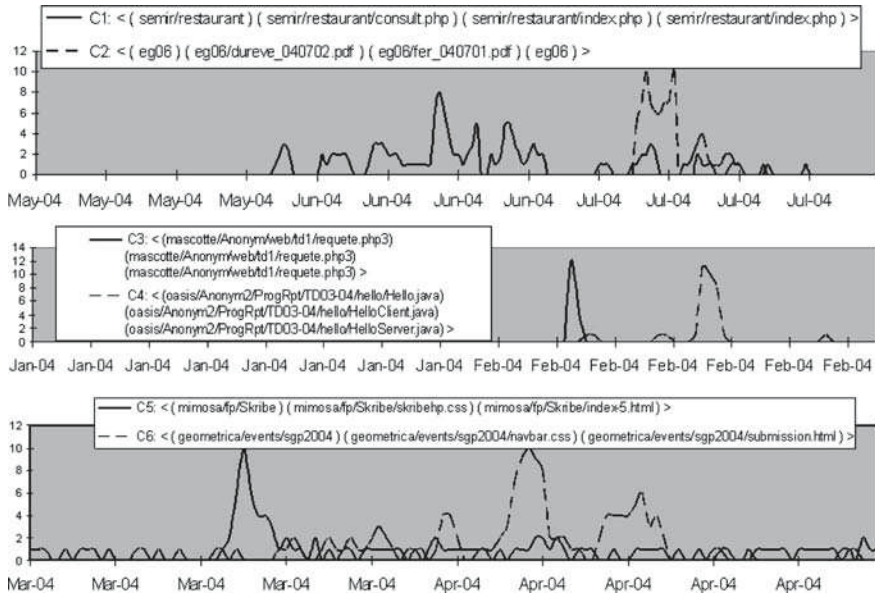 C1: < ( semir/restaurant ) ( semir/restaurant/consult.php ) ( semir/restaurant/index.php ) ( semir/restaurant/index.php ) >
C2: < ( eg06 ) ( eg06/dureve_040702.pdf ) ( eg06/fer_040701.pdf ) ( eg06 ) >
12
10
8
6
4
2
0
May-04 May-04 May-04 May-04 Jun-04 Jun-04 Jun-04 Jun-04 Jul-04 Jul-04 Jul-04 Jul-04
C3: < (mascotte/Anonym/web/td1/requete.php3)
(mascotte/Anonym/web/td1/requete.php3)
(mascotte/Anonym/web/td1/requete.php3) >
C4: < (oasis/Anonym2/ProgRpt/TD03-04/hello/Hello.java)
(oasis/Anonym2/ProgRpt/TD03-04/hello/HelloClient.java)
(oasis/Anonym2/ProgRpt/TD03-04/hello/HelloServer.java) >
14
12
10
8
6
4
2
0
Jan-04 Jan-04 Jan-04 Jan-04 Jan-04 Jan-04 Jan-04 Jan-04 Feb-04 Feb-04 Feb-04 Feb-04 Feb-04 Feb-04 Feb-04
C5: < ( mimosa/fp/Skribe ) ( mimosa/fp/Skribe/skribehp.css ) ( mimosa/fp/Skribe/index-5.html ) >
C6: < ( geometrica/events/sgp2004 ) ( geometrica/events/sgp2004/navbar.css ) ( geometrica/events/sgp2004/submission.html ) >
12
10
8
6
4
2
0
Mar-04 Mar-04 Mar-04 Mar-04 Mar-04 Apr-04 Apr-04 Apr-04 Apr-04 Apr-04